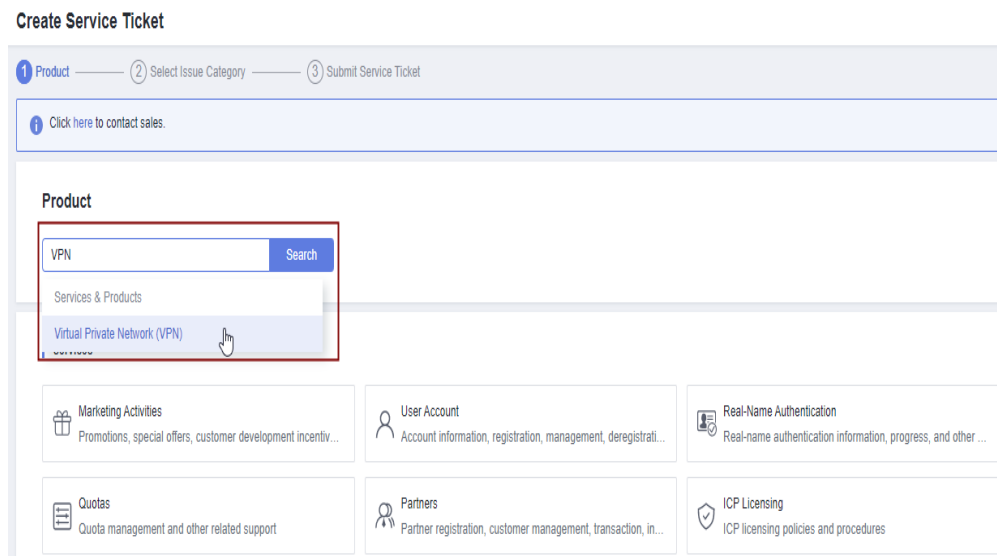 Create Service Ticket
1 Product 2 Select Issue Category 3 Submit Service Ticket
Click here to contact sales.
Product
VPN Search
Services & Products
Virtual Private Network (VPN)
Services
Marketing Activities
Promotions, special offers, customer development incentiv...
User Account
Account information, registration, management, deregistrati...
Real-Name Authentication
Real-name authentication information, progress, and other ...
Quotas
Quota management and other related support
Partners
Partner registration, customer management, transaction, in...
ICP Licensing
ICP licensing policies and procedures